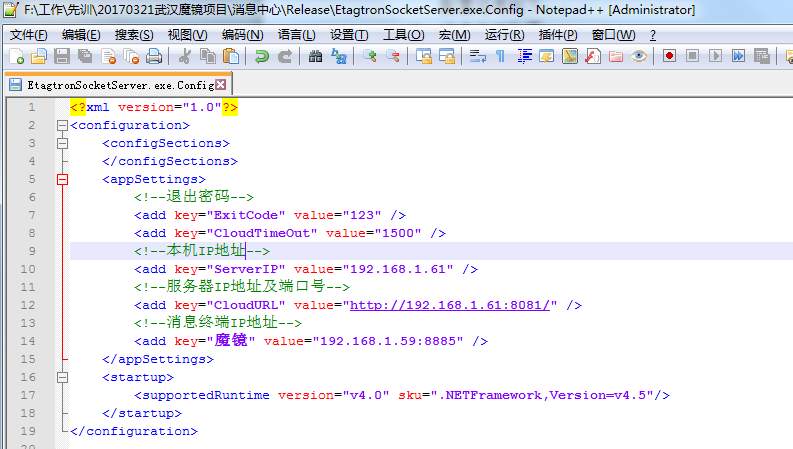 F:\工作\先训\20170321武汉魔镜项目\消息中心\Release\EtagtronSocketServer.exe.Config - Notepad++ [Administrator]
文件(F) 编辑(E) 搜索(S) 视图(V) 编码(N) 语言(L) 设置(T) 工具(O) 宏(M) 运行(R) 插件(P) 窗口(W) ?
EtagtronSocketServer.exe.Config
1 <?xml version="1.0"?>
2 <configuration>
3 <configSections>
4 </configSections>
5 <appSettings>
6 <!--退出密码-->
7 <add key="ExitCode" value="123" />
8 <add key="CloudTimeOut" value="1500" />
9 <!--本机IP地址-->
10 <add key="ServerIP" value="192.168.1.61" />
11 <!--服务器IP地址及端口号-->
12 <add key="CloudURL" value="http://192.168.1.61:8081/" />
13 <!--消息终端IP地址-->
14 <add key="魔镜" value="192.168.1.59:8885" />
15 </appSettings>
16 <startup>
17 <supportedRuntime version="v4.0" sku=".NETFramework,Version=v4.5"/>
18 </startup>
19 </configuration>
20